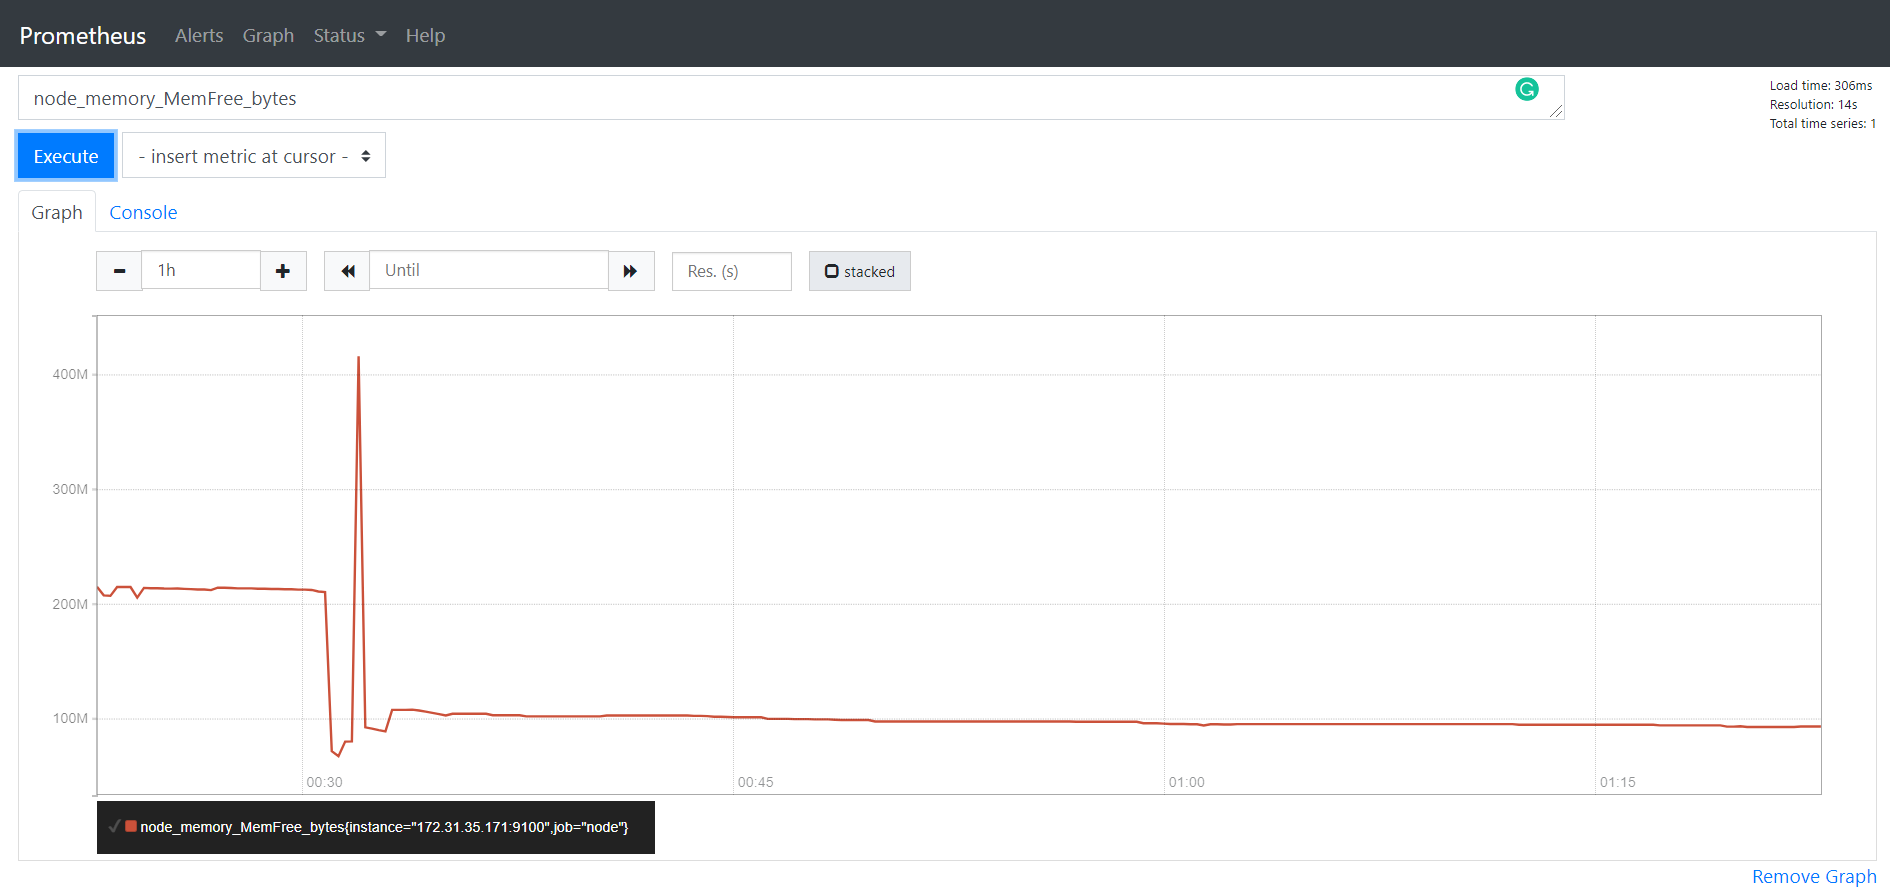 Prometheus Alerts Graph Status Help
node_memory_MemFree_bytes
Load time: 306ms
Resolution: 14s
Total time series: 1
Execute - insert metric at cursor -
Graph Console
1h Until Res. (s) stacked
400M
300M
200M
100M
00:30 00:45 01:00 01:15
✓ node_memory_MemFree_bytes{instance="172.31.35.171:9100",job="node"}
Remove Graph